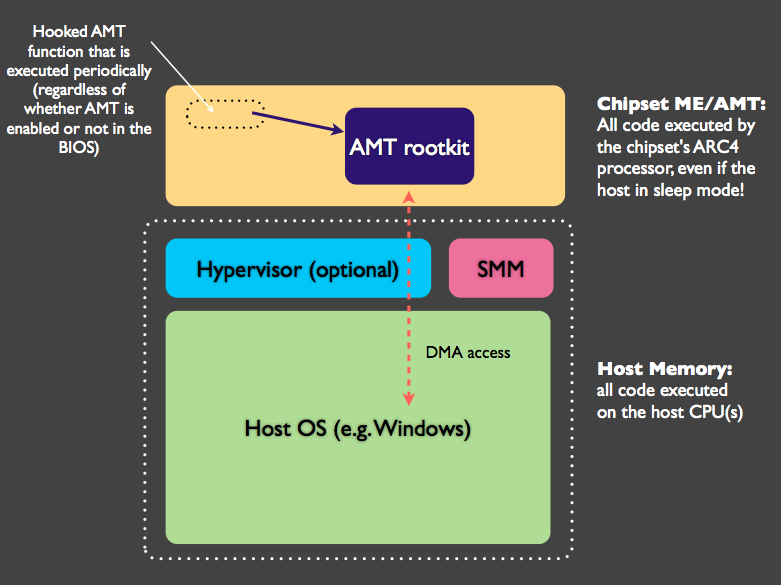 Hooked AMT
function that is
executed periodically
(regardless of
whether AMT is
enabled or not in the
BIOS)
AMT rootkit
Chipset ME/AMT:
All code executed by
the chipset's ARC4
processor, even if the
host in sleep mode!
Hypervisor (optional)
SMM
DMA access
Host OS (e.g. Windows)
Host Memory:
all code executed
on the host CPU(s)